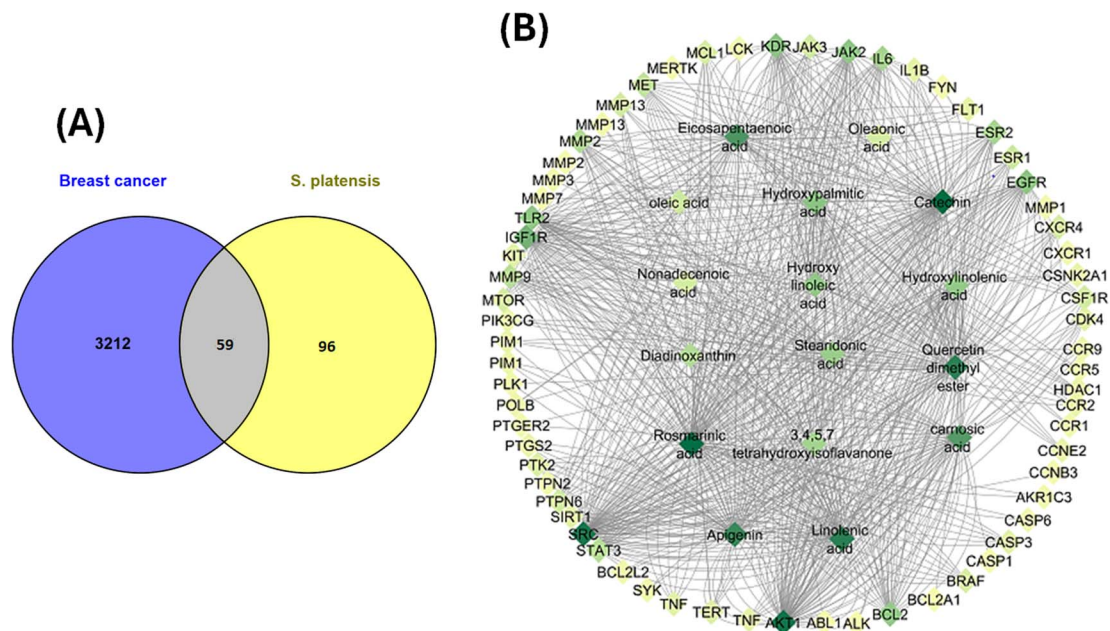 (A)
Breast cancer
S. platensis
3212
59
96
(B)
MCL1
LCK
KDR
JAK3
JAK2
IL6
IL1B
FYN
FLT1
ESR2
ESR1
EGFR
MMP1
CXCR4
CXCR1
CSNK2A1
CSF1R
CDK4
CCR9
CCR5
HDAC1
CCR2
CCR1
CCNE2
CCNB3
AKR1C3
CASP6
CASP3
CASP1
BRAF
BCL2A1
BCL2
ALK
ABL1
AKT1
TNF
TERT
TNF
SYK
BCL2L2
STAT3
SRC
SIRT1
PTPN6
PTPN2
PTK2
PTGS2
PTGER2
POLB
PLK1
PIM1
PIM1
PIK3CG
MTOR
MMP9
KIT
IGF1R
TLR2
MMP7
MMP3
MMP2
MMP2
MMP13
MMP13
MET
MERTK
Eicosapentaenoic
acid
Oleaonic
acid
oleic acid
Hydroxypalmitic
acid
Catechin
Nonadecenoic
acid
Hydroxy
linoleic
acid
Hydroxylinolenic
acid
Diadinoxanthin
Stearidonic
acid
Quercetin
dimethyl
ester
Rosmarinic
acid
3,4,5,7
tetrahydroxyisoflavanone
carnosic
acid
Apigenin
Linolenic
acid